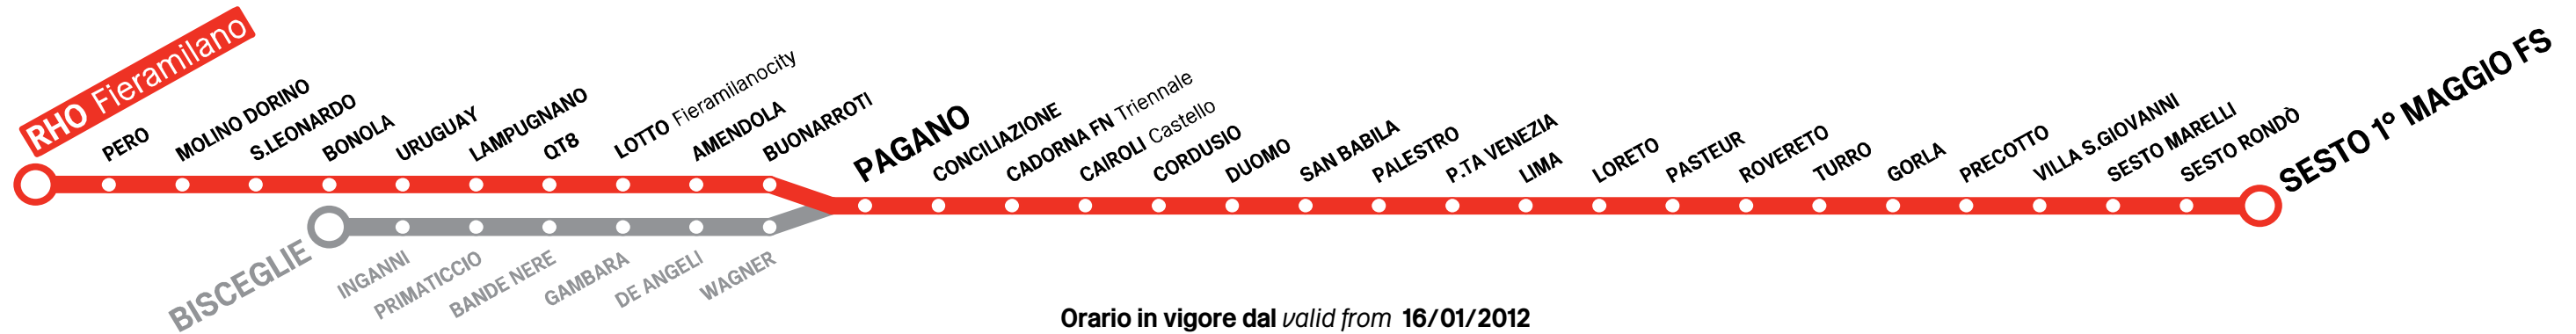 RHO Fieramilano
PERO
MOLINO DORINO
S.LEONARDO
BONOLA
URUGUAY
LAMPUGNANO
QT8
LOTTO Fieramilanocity
AMENDOLA
BUONARROTI
PAGANO
CONCILIAZIONE
CADORNA FN Triennale
CAIROLI Castello
CORDUSIO
DUOMO
SAN BABILA
PALESTRO
P.TA VENEZIA
LIMA
LORETO
PASTEUR
ROVERETO
TURRO
GORLA
PRECOTTO
VILLA S.GIOVANNI
SESTO MARELLI
SESTO RONDÒ
SESTO 1° MAGGIO FS
BISCEGLIE
INGANNI
PRIMATICCIO
BANDE NERE
GAMBARA
DE ANGELI
WAGNER
Orario in vigore dal valid from 16/01/2012